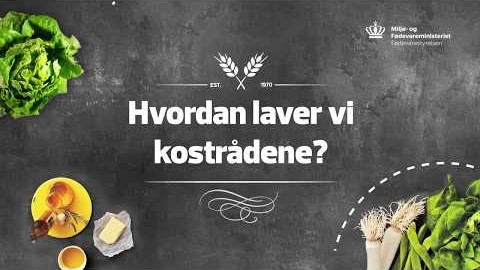 Miljø- og
Fødevareministeriet
Fødevarestyrelsen
EST. 1970
Hvordan laver vi
kostrådene?